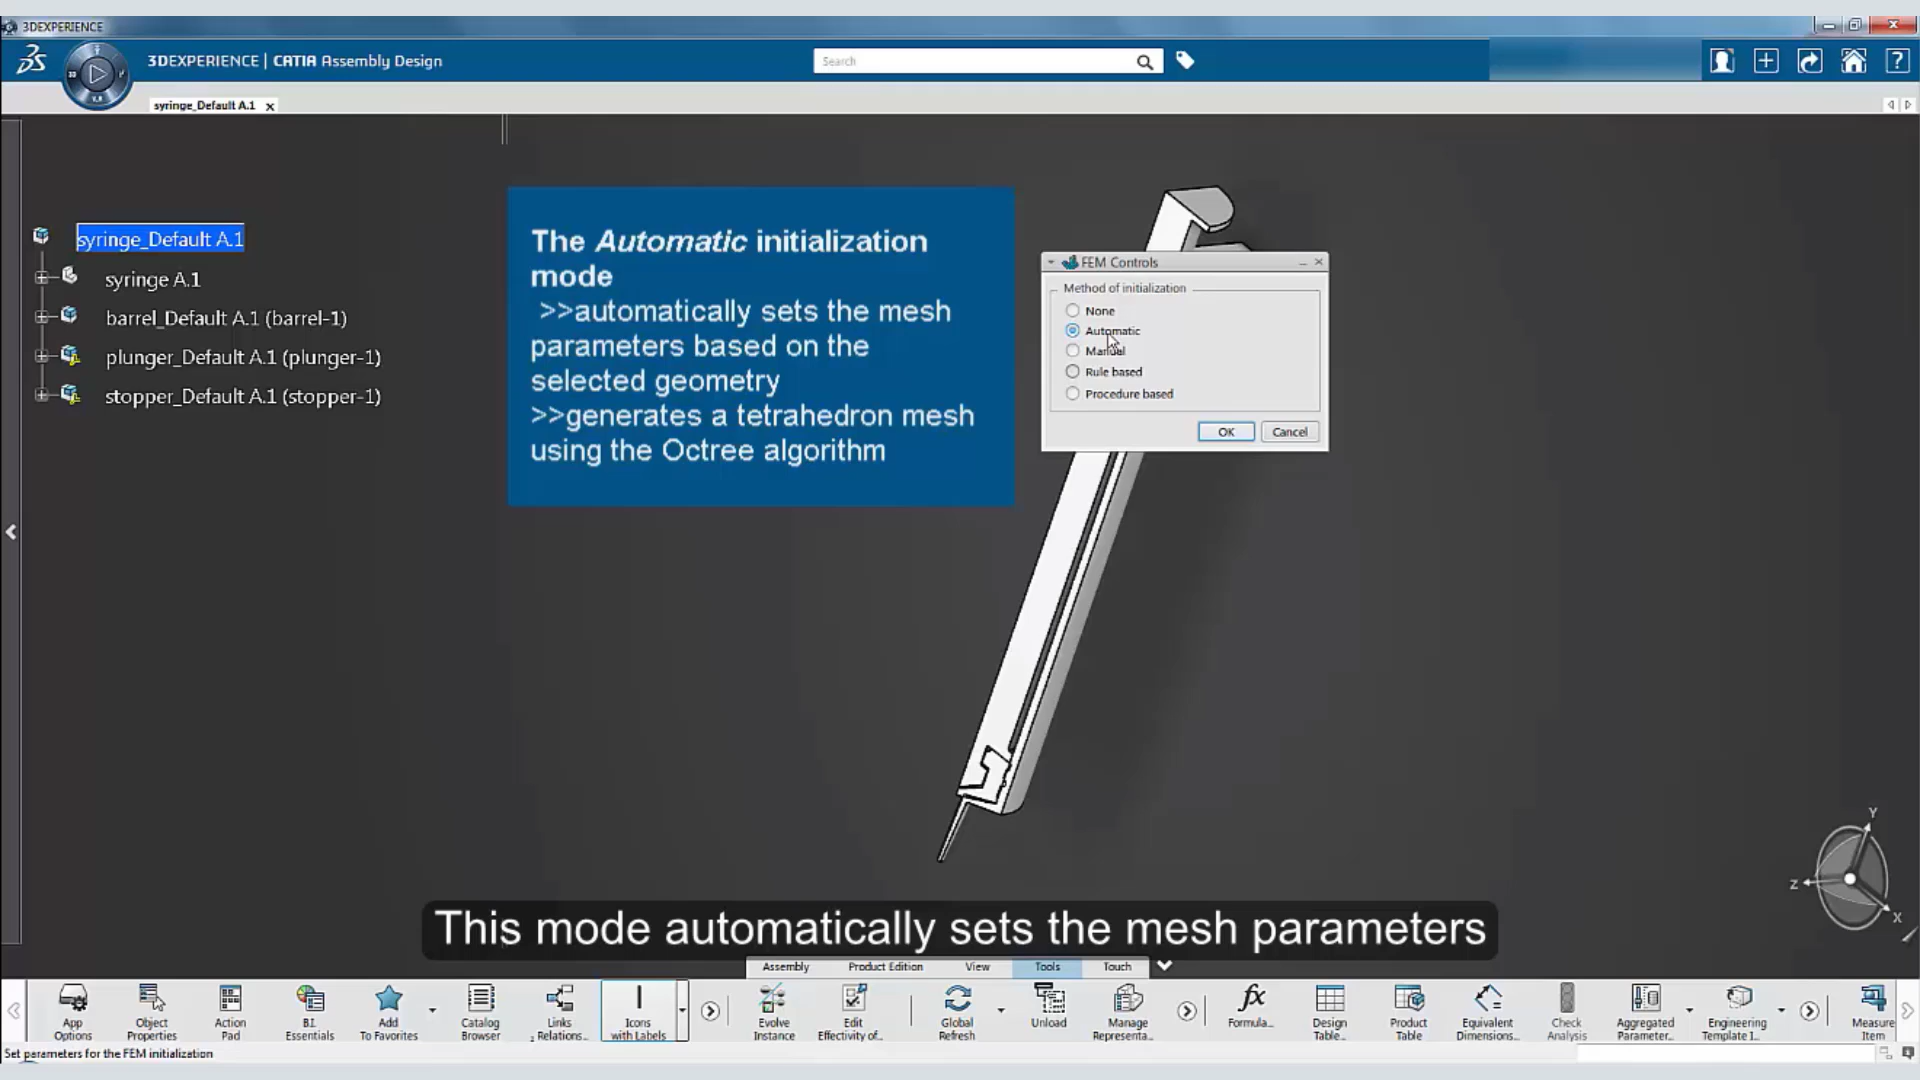 3DEXPERIENCE
3DEXPERIENCE | CATIA Assembly Design
Search
syringe_Default A.1
syringe_Default A.1
syringe A.1
barrel_Default A.1 (barrel-1)
plunger_Default A.1 (plunger-1)
stopper_Default A.1 (stopper-1)
The Automatic initialization
mode
>>automatically sets the mesh
parameters based on the
selected geometry
>>generates a tetrahedron mesh
using the Octree algorithm
FEM Controls
Method of initialization
None
Automatic
Manual
Rule based
Procedure based
OK
Cancel
Y
Z
X
This mode automatically sets the mesh parameters
Assembly
Product Edition
View
Tools
Touch
App
Options
Object
Properties
Action
Pad
B.I.
Essentials
Add
To Favorites
Catalog
Browser
Links
Relations...
Icons
with Labels
Evolve
Instance
Edit
Effectivity of...
Global
Refresh
Unload
Manage
Representa...
fx
Formula...
Design
Table...
Product
Table
Equivalent
Dimensions...
Check
Analysis
Aggregated
Parameter...
Engineering
Template I...
Measure
Item
Set parameters for the FEM initialization